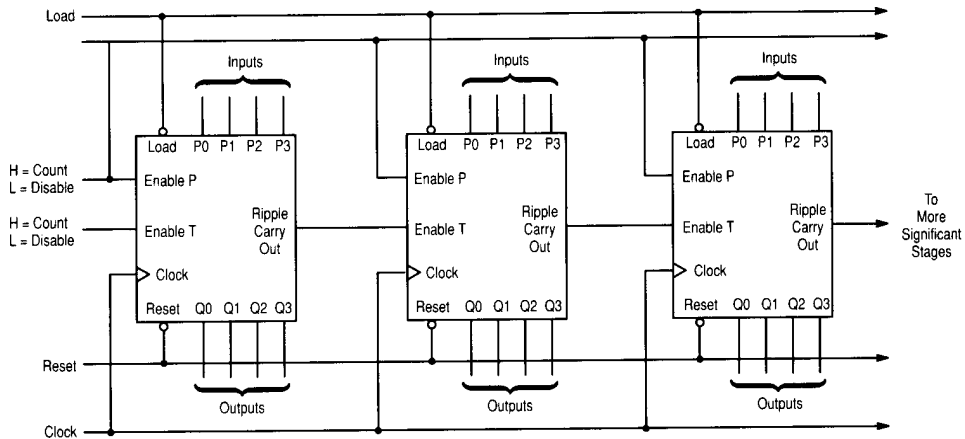 Load
Inputs
Inputs
Inputs
Load P0 P1 P2 P3
Load P0 P1 P2 P3
Load P0 P1 P2 P3
H = Count
L = Disable
Enable P
Enable P
Enable P
H = Count
L = Disable
Enable T
Ripple
Carry
Out
Enable T
Ripple
Carry
Out
Enable T
Ripple
Carry
Out
To
More
Significant
Stages
Clock
Clock
Clock
Reset Q0 Q1 Q2 Q3
Reset Q0 Q1 Q2 Q3
Reset Q0 Q1 Q2 Q3
Reset
Outputs
Outputs
Outputs
Clock